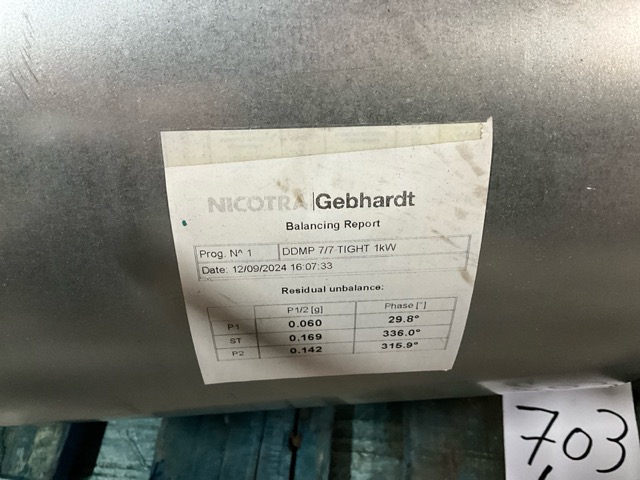 NICOTRA|Gebhardt
Balancing Report
Prog. N^ 1 DDMP 7/7 TIGHT 1kW
Date: 12/09/2024 16:07:33
Residual unbalance:
P1/2 [g] Phase [°]
P1 0.060 29.8°
ST 0.169 336.0°
P2 0.142 315.9°
703